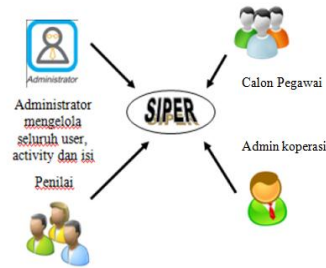 Administrator
Administrator
mengelola
seluruh user,
activity dan isi
Penilai
SIPER
Calon Pegawai
Admin koperasi